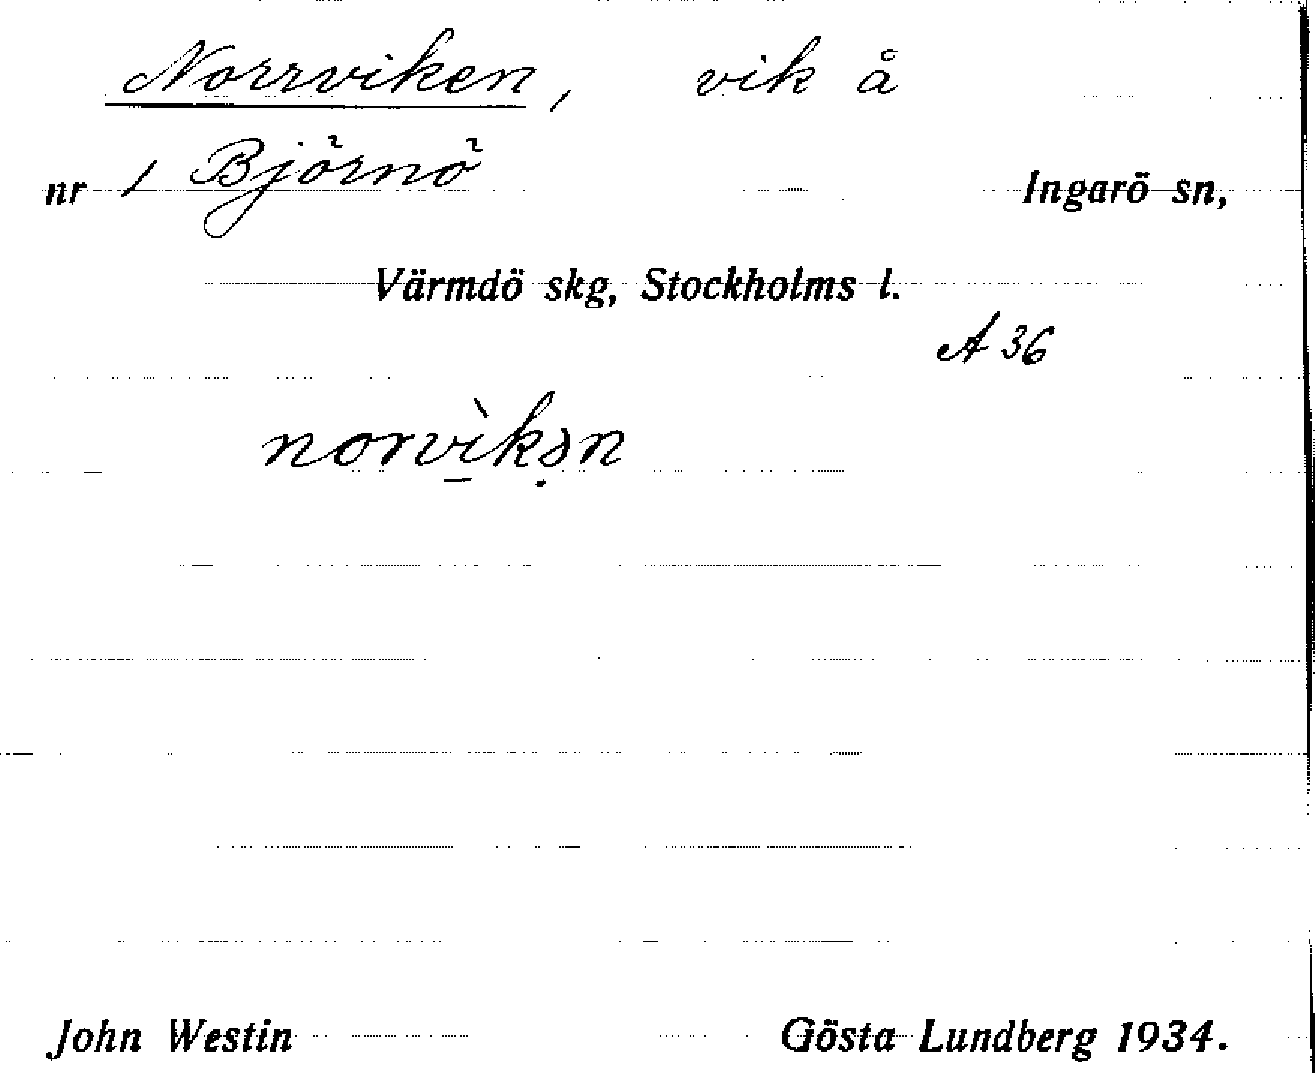 Norrviken, vik å
nr 1 Björnö Ingarö sn,
Värmdö skg, Stockholms l.
A 36
norvìkən
John Westin Gösta Lundberg 1934.